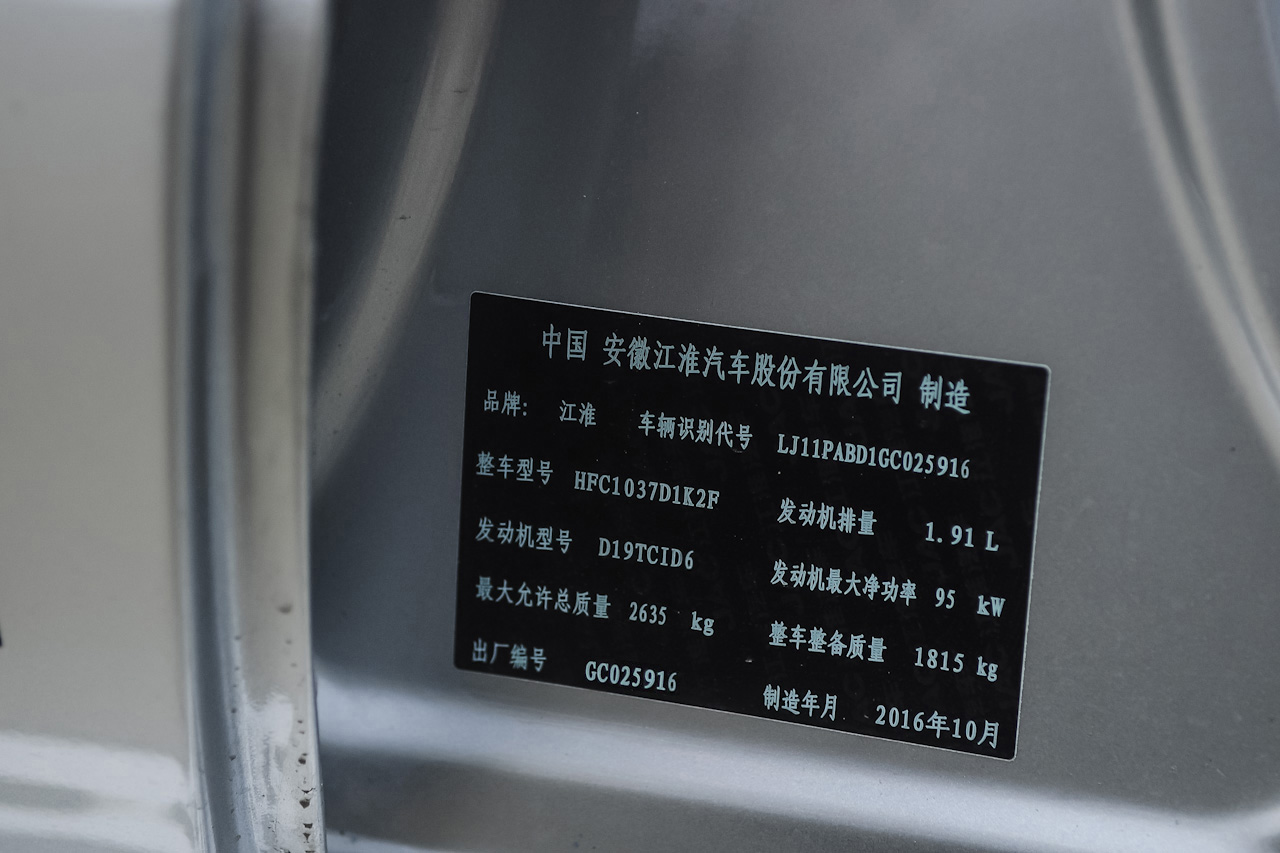 中国 安徽江淮汽车股份有限公司 制造
品牌: 江淮 车辆识别代号 LJ11PABD1GC025916
整车型号 HFC1037D1K2F 发动机排量 1.91 L
发动机型号 D19TCID6 发动机最大净功率 95 kW
最大允许总质量 2635 kg 整车整备质量 1815 kg
出厂编号 GC025916 制造年月 2016年10月